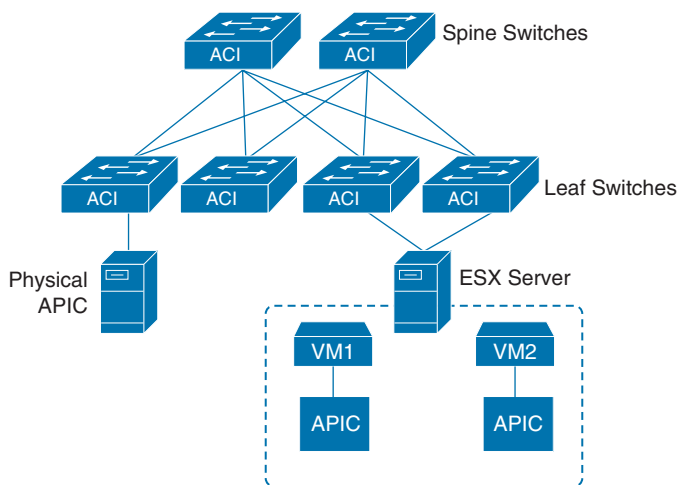 ACI
ACI
Spine Switches
ACI
ACI
ACI
ACI
Leaf Switches
Physical
APIC
ESX Server
VM1
VM2
APIC
APIC